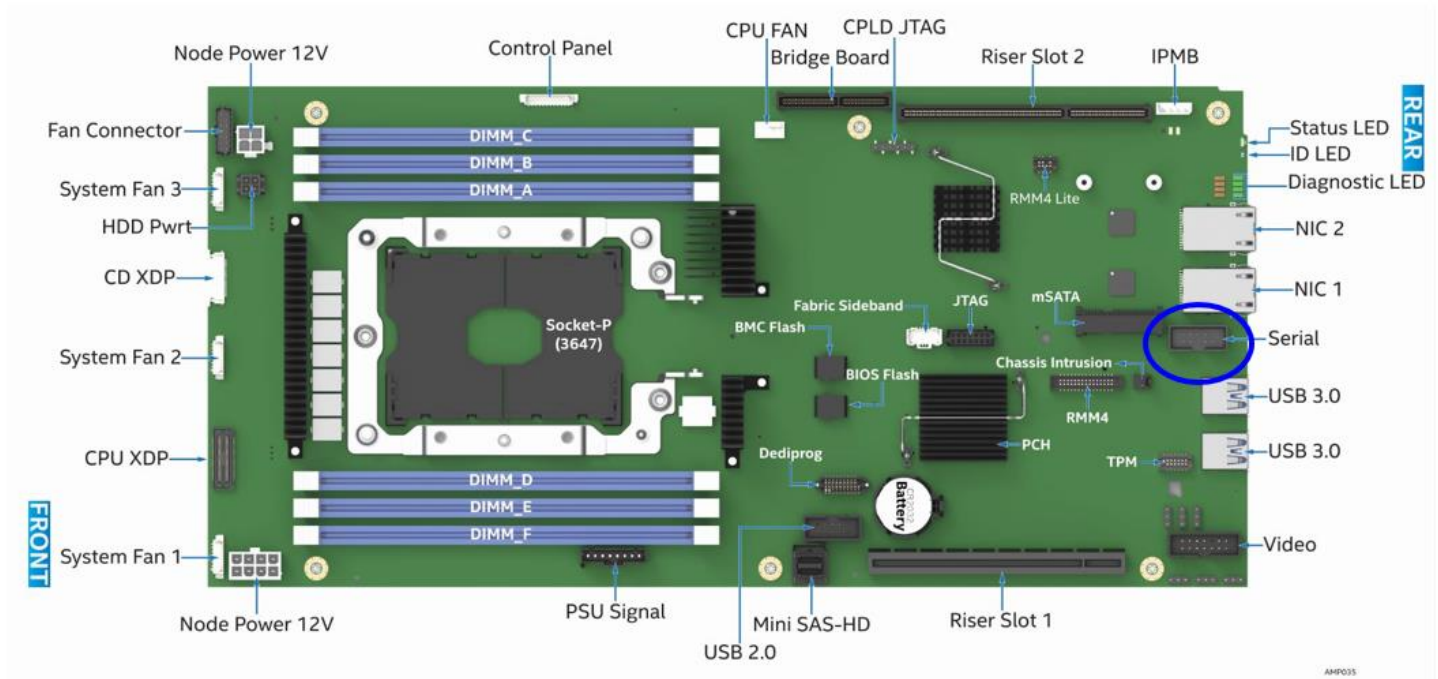 CPU FAN
CPLD JTAG
Node Power 12V
Control Panel
Bridge Board
Riser Slot 2
IPMB
REAR
Fan Connector
DIMM_C
Status LED
DIMM_B
ID LED
System Fan 3
DIMM_A
Diagnostic LED
RMM4 Lite
HDD Pwrt
NIC 2
CD XDP
NIC 1
Fabric Sideband
JTAG
mSATA
Socket-P
(3647)
BMC Flash
Serial
System Fan 2
Chassis Intrusion
BIOS Flash
USB 3.0
RMM4
PCH
CPU XDP
Dediprog
TPM
USB 3.0
DIMM_D
CR2032
Battery
DIMM_E
FRONT
DIMM_F
System Fan 1
Video
PSU Signal
Mini SAS-HD
Riser Slot 1
Node Power 12V
USB 2.0
AMP035